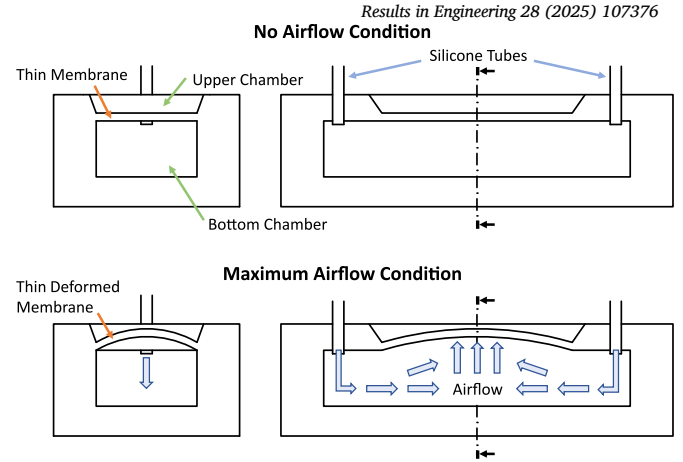 Results in Engineering 28 (2025) 107376
No Airflow Condition
Silicone Tubes
Thin Membrane
Upper Chamber
Bottom Chamber
Maximum Airflow Condition
Thin Deformed
Membrane
Airflow